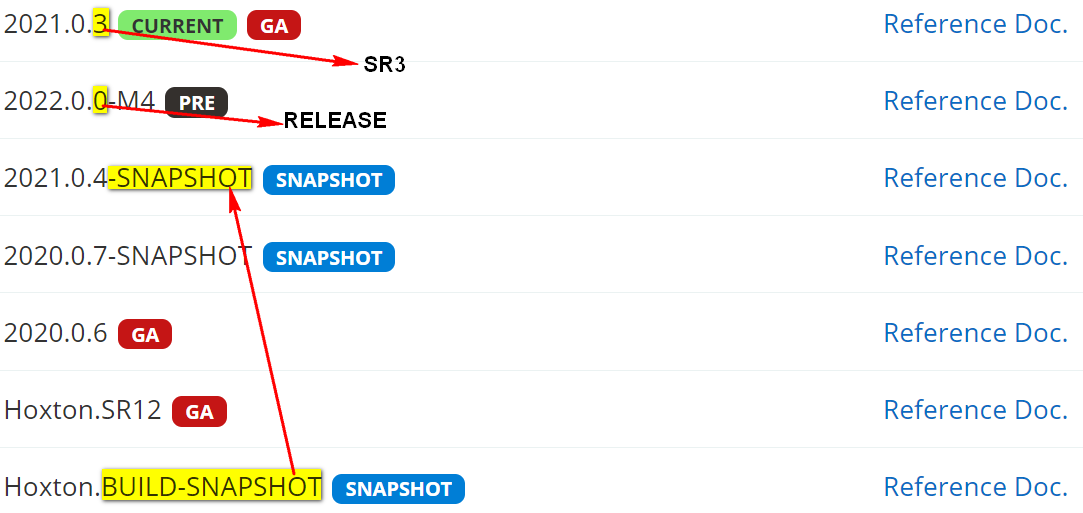 2021.0.3 CURRENT GA Reference Doc.
SR3
2022.0.0-M4 PRE Reference Doc.
RELEASE
2021.0.4-SNAPSHOT SNAPSHOT Reference Doc.
2020.0.7-SNAPSHOT SNAPSHOT Reference Doc.
2020.0.6 GA Reference Doc.
Hoxton.SR12 GA Reference Doc.
Hoxton.BUILD-SNAPSHOT SNAPSHOT Reference Doc.